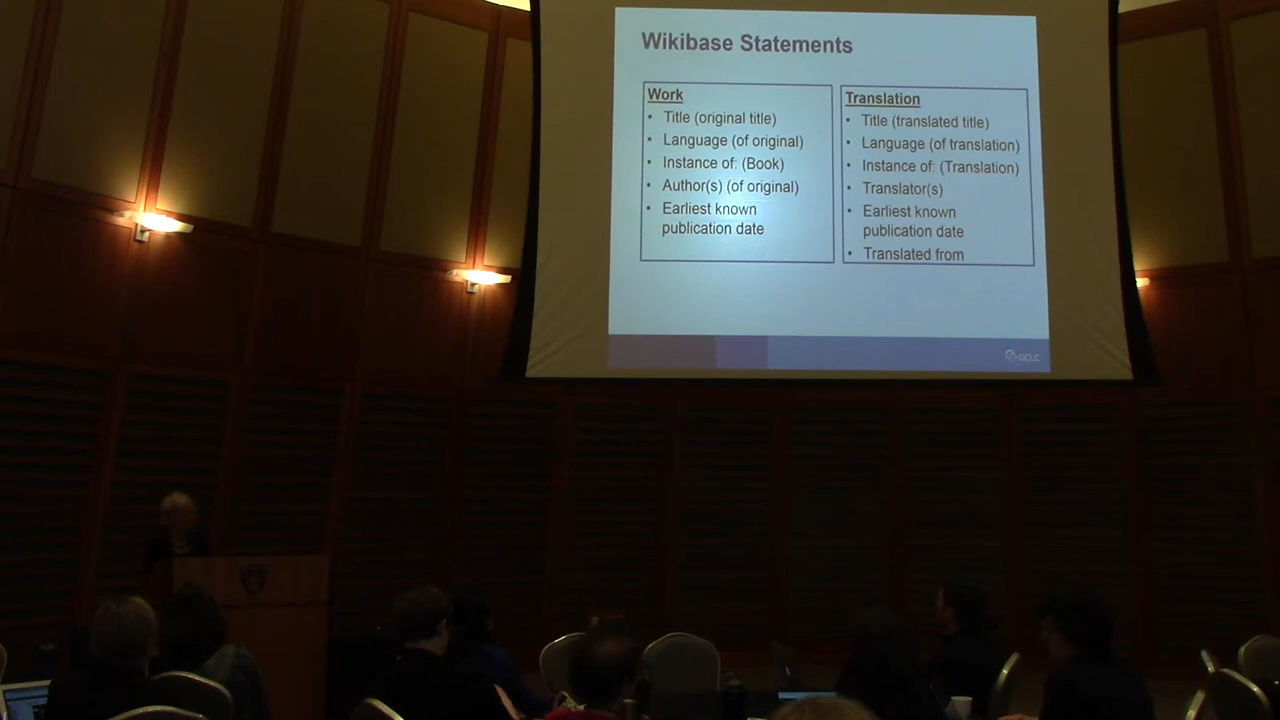 Wikibase Statements
Work
• Title (original title)
• Language (of original)
• Instance of: (Book)
• Author(s) (of original)
• Earliest known
publication date
Translation
• Title (translated title)
• Language (of translation)
• Instance of: (Translation)
• Translator(s)
• Earliest known
publication date
• Translated from
OCLC